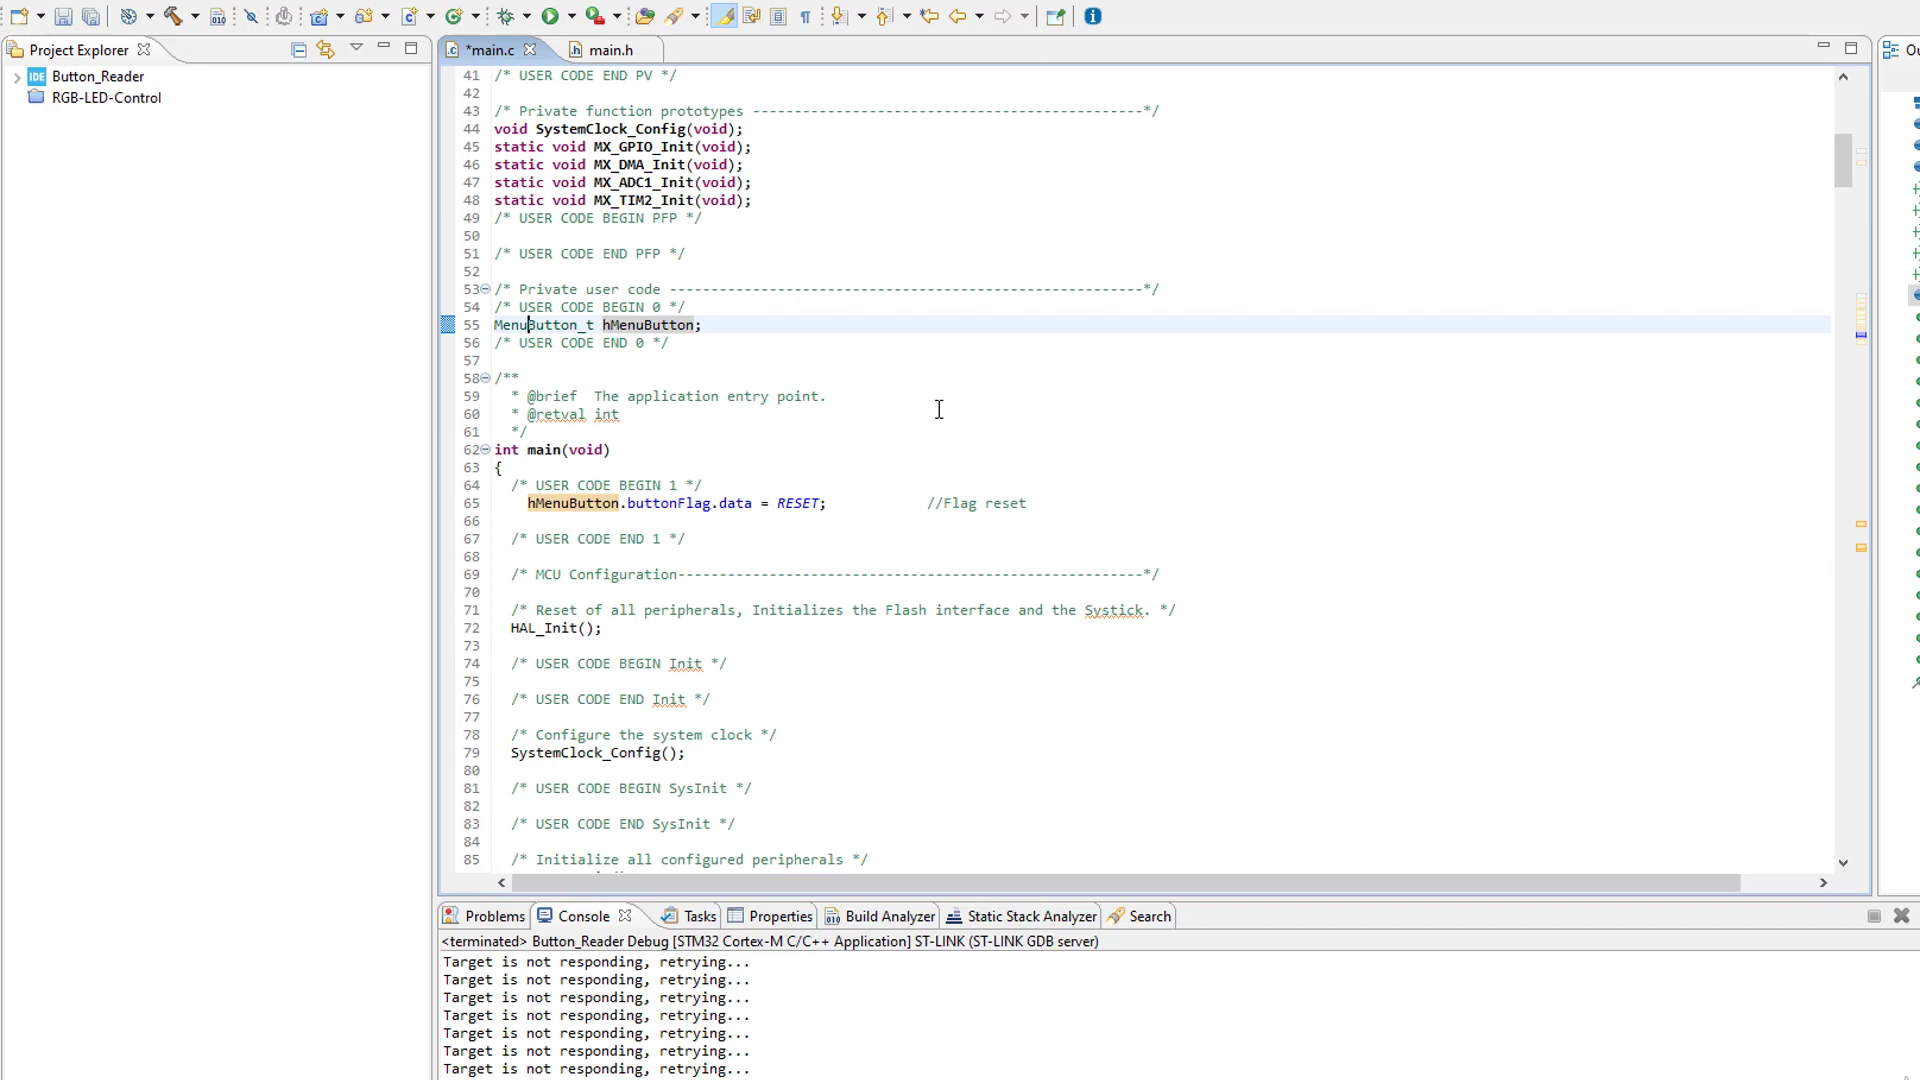 Project Explorer
*main.c
main.h
Button_Reader
IDE
RGB-LED-Control
41 /* USER CODE END PV */
42
43 /* Private function prototypes -----------------------------------------------*/
44 void SystemClock_Config(void);
45 static void MX_GPIO_Init(void);
46 static void MX_DMA_Init(void);
47 static void MX_ADC1_Init(void);
48 static void MX_TIM2_Init(void);
49 /* USER CODE BEGIN PFP */
50
51 /* USER CODE END PFP */
52
53 /* Private user code ---------------------------------------------------------*/
54 /* USER CODE BEGIN 0 */
55 MenuButton_t hMenuButton;
56 /* USER CODE END 0 */
57
58 /**
59 * @brief  The application entry point.
60 * @retval int
61 */
62 int main(void)
63 {
64 /* USER CODE BEGIN 1 */
65 hMenuButton.buttonFlag.data = RESET; //Flag reset
66
67 /* USER CODE END 1 */
68
69 /* MCU Configuration--------------------------------------------------------*/
70
71 /* Reset of all peripherals, Initializes the Flash interface and the Systick. */
72 HAL_Init();
73
74 /* USER CODE BEGIN Init */
75
76 /* USER CODE END Init */
77
78 /* Configure the system clock */
79 SystemClock_Config();
80
81 /* USER CODE BEGIN SysInit */
82
83 /* USER CODE END SysInit */
84
85 /* Initialize all configured peripherals */
Problems Console Tasks Properties Build Analyzer Static Stack Analyzer Search
<terminated> Button_Reader Debug [STM32 Cortex-M C/C++ Application] ST-LINK (ST-LINK GDB server)
Target is not responding, retrying...
Target is not responding, retrying...
Target is not responding, retrying...
Target is not responding, retrying...
Target is not responding, retrying...
Target is not responding, retrying...
Target is not responding, retrying...